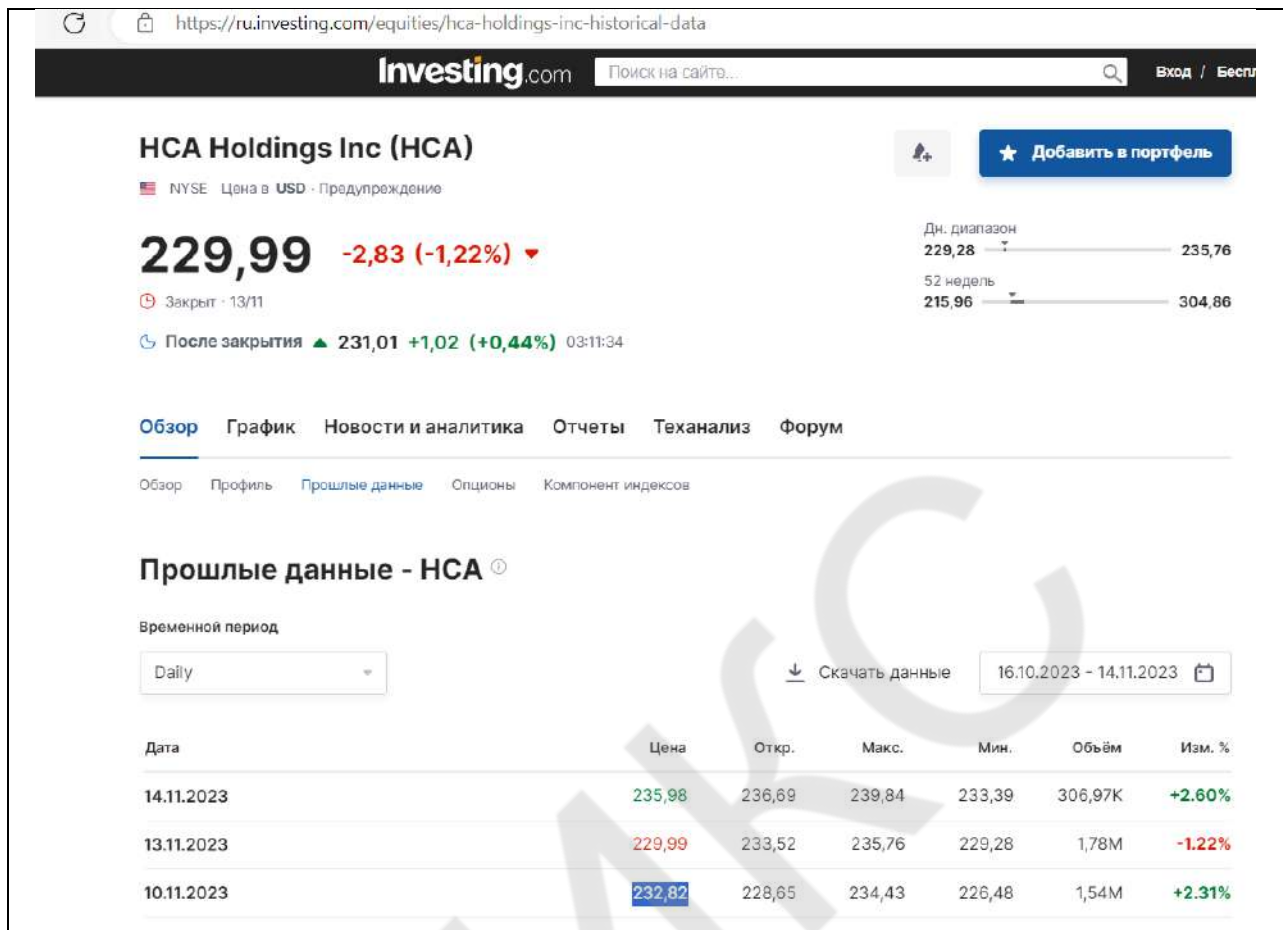 https://ru.investing.com/equities/hca-holdings-inc-historical-data
Investing.com Поиск на сайте... Вход / Беспл
HCA Holdings Inc (HCA)
Добавить в портфель
NYSE Цена в USD · Предупреждение
229,99 -2,83 (-1,22%)
Дн. диапазон
229,28 235,76
52 недель
215,96 304,86
Закрыт · 13/11
После закрытия 231,01 +1,02 (+0,44%) 03:11:34
Обзор График Новости и аналитика Отчеты Теханализ Форум
Обзор Профиль Прошлые данные Опционы Компонент индексов
Прошлые данные - HCA
Временной период
Daily Скачать данные 16.10.2023 - 14.11.2023
Дата Цена Откр. Макс. Мин. Объём Изм. %
14.11.2023 235,98 236,69 239,84 233,39 306,97K +2.60%
13.11.2023 229,99 233,52 235,76 229,28 1,78M -1.22%
10.11.2023 232,82 228,65 234,43 226,48 1,54M +2.31%